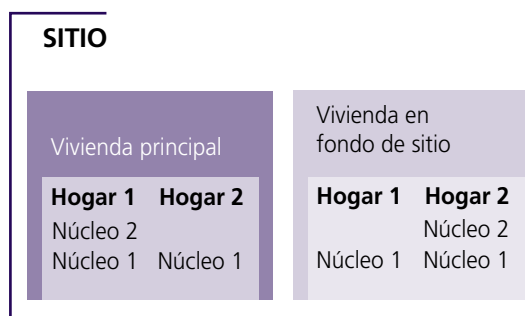 SITIO
Vivienda principal
Hogar 1 Hogar 2
Núcleo 2
Núcleo 1 Núcleo 1
Vivienda en
fondo de sitio
Hogar 1 Hogar 2
Núcleo 2
Núcleo 1 Núcleo 1